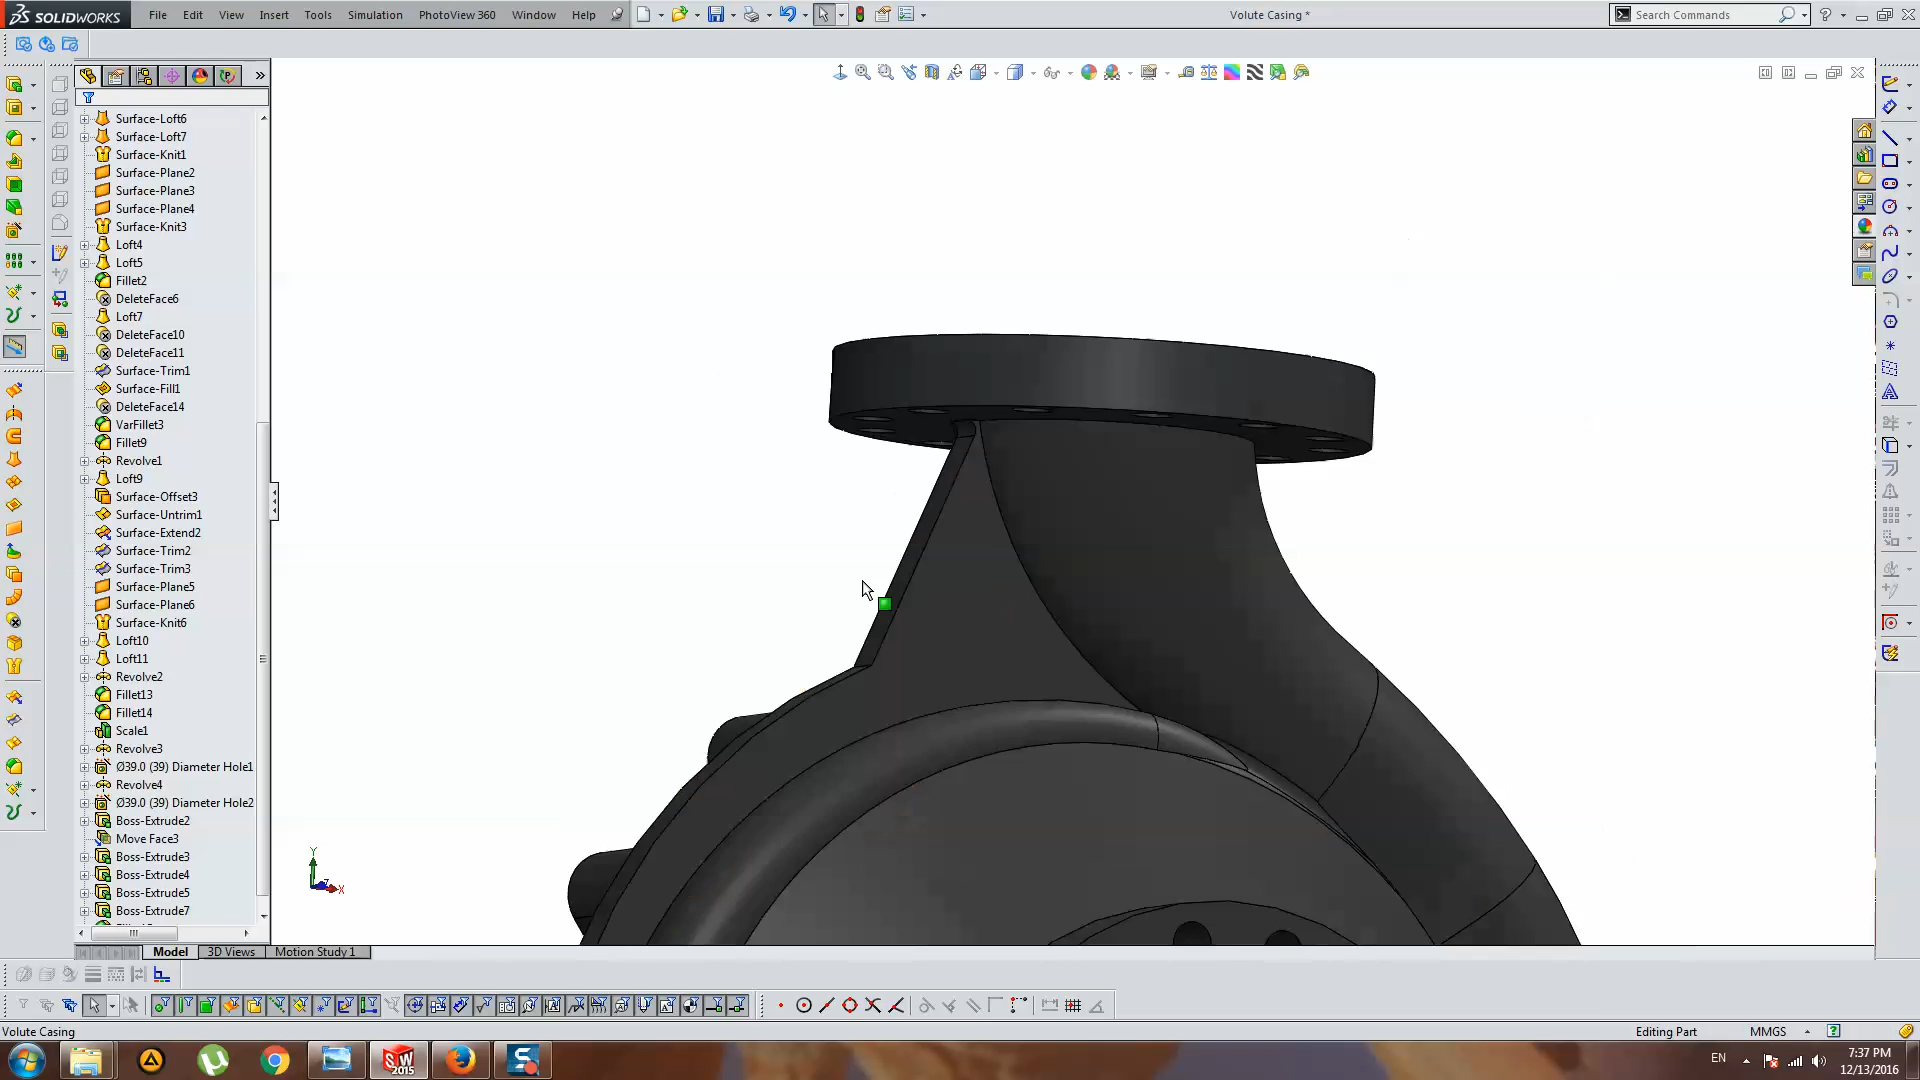 SOLIDWORKS
File Edit View Insert Tools Simulation PhotoView 360 Window Help
Volute Casing *
Search Commands
Surface-Loft6
Surface-Loft7
Surface-Knit1
Surface-Plane2
Surface-Plane3
Surface-Plane4
Surface-Knit3
Loft4
Loft5
Fillet2
DeleteFace6
Loft7
DeleteFace10
DeleteFace11
Surface-Trim1
Surface-Fill1
DeleteFace14
VarFillet3
Fillet9
Revolve1
Loft9
Surface-Offset3
Surface-Untrim1
Surface-Extend2
Surface-Trim2
Surface-Trim3
Surface-Plane5
Surface-Plane6
Surface-Knit6
Loft10
Loft11
Revolve2
Fillet13
Fillet14
Scale1
Revolve3
Ø39.0 (39) Diameter Hole1
Revolve4
Ø39.0 (39) Diameter Hole2
Boss-Extrude2
Move Face3
Boss-Extrude3
Boss-Extrude4
Boss-Extrude5
Boss-Extrude7
Y
Z
X
Model 3D Views Motion Study 1
Volute Casing
Editing Part
MMGS
SW 2015
EN
7:37 PM
12/13/2016